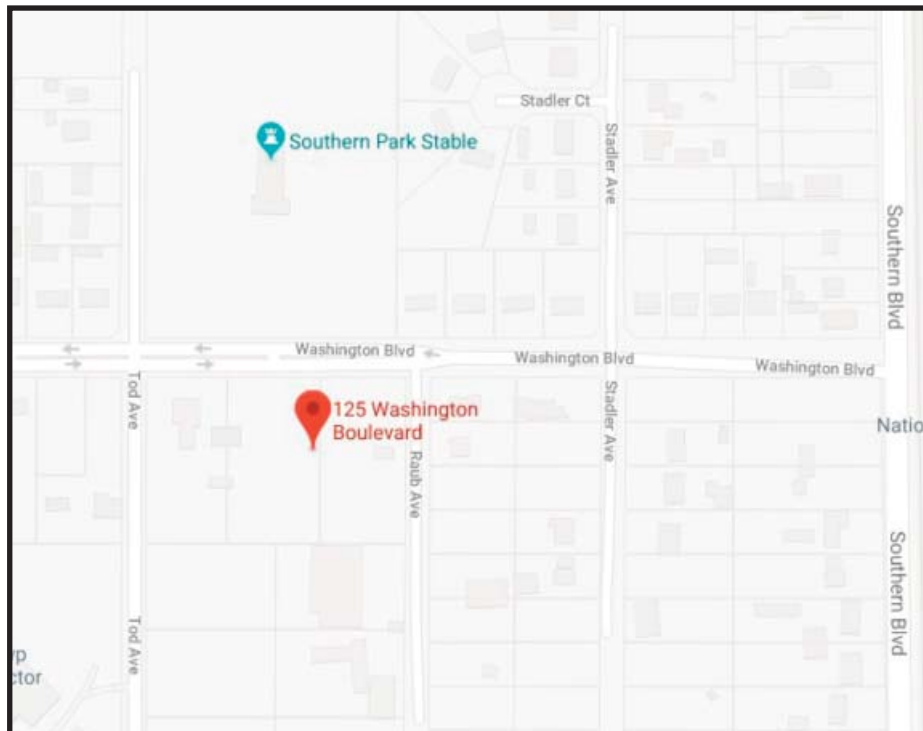 Stadler Ct
Southern Park Stable
Stadler Ave
Southern Blvd
Washington Blvd
Washington Blvd
Washington Blvd
Tod Ave
125 Washington
Boulevard
Stadler Ave
Natio
Raub Ave
Southern Blvd
Tod Ave
ctor